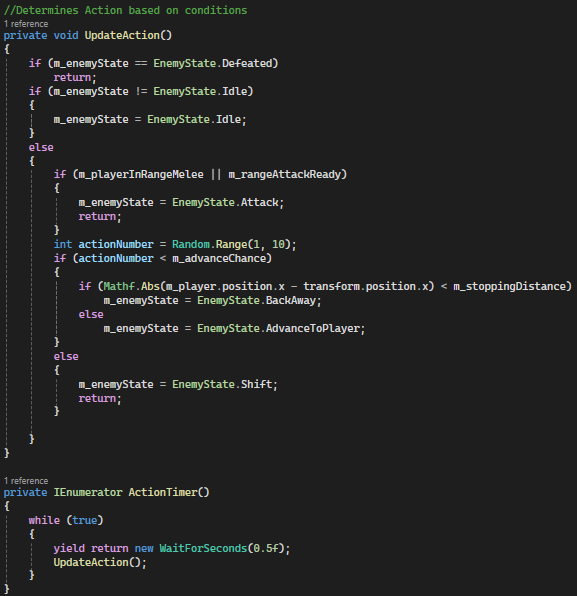 //Determines Action based on conditions
1 reference
private void UpdateAction()
{
if (m_enemyState == EnemyState.Defeated)
return;
if (m_enemyState != EnemyState.Idle)
{
m_enemyState = EnemyState.Idle;
}
else
{
if (m_playerInRangeMelee || m_rangeAttackReady)
{
m_enemyState = EnemyState.Attack;
return;
}
int actionNumber = Random.Range(1, 10);
if (actionNumber < m_advanceChance)
{
if (Mathf.Abs(m_player.position.x - transform.position.x) < m_stoppingDistance)
m_enemyState = EnemyState.BackAway;
else
m_enemyState = EnemyState.AdvanceToPlayer;
}
else
{
m_enemyState = EnemyState.Shift;
return;
}
}
}
1 reference
private IEnumerator ActionTimer()
{
while (true)
{
yield return new WaitForSeconds(0.5f);
UpdateAction();
}
}